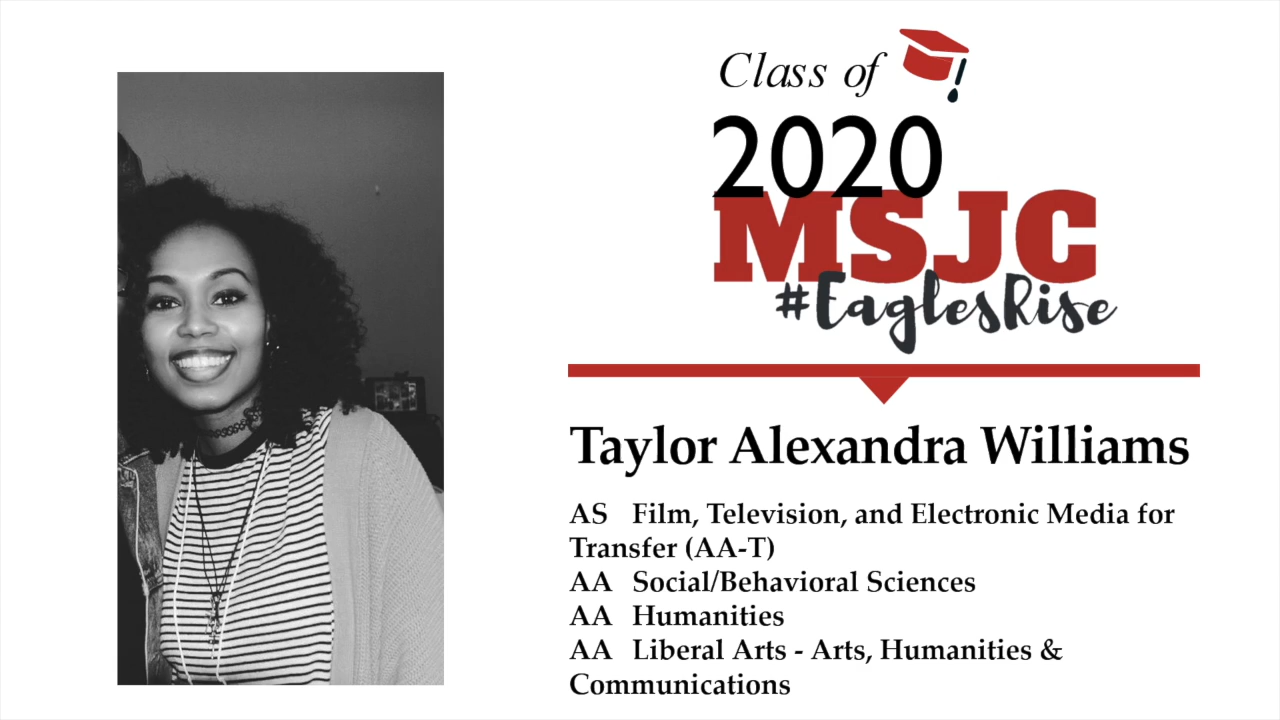 Class of
2020
MSJC
#EaglesRise
Taylor Alexandra Williams
AS Film, Television, and Electronic Media for
Transfer (AA-T)
AA Social/Behavioral Sciences
AA Humanities
AA Liberal Arts - Arts, Humanities &
Communications